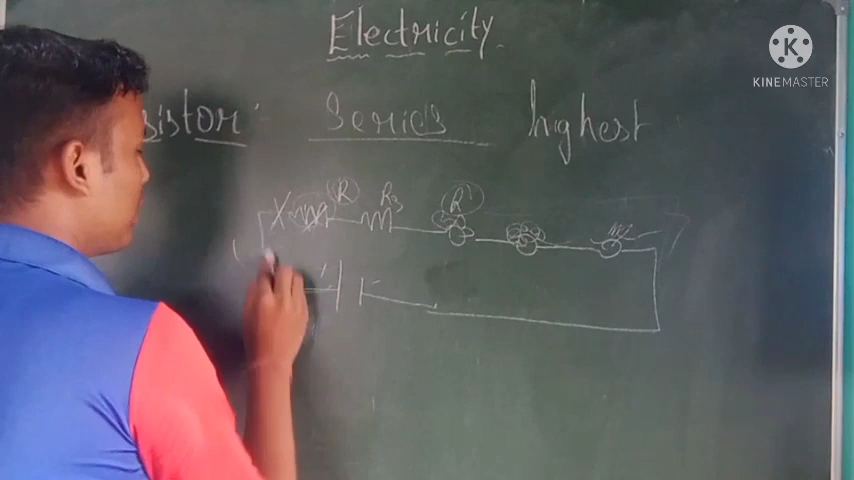 Electricity.
K
KINEMASTER
sistor : Series highest
R R3 R